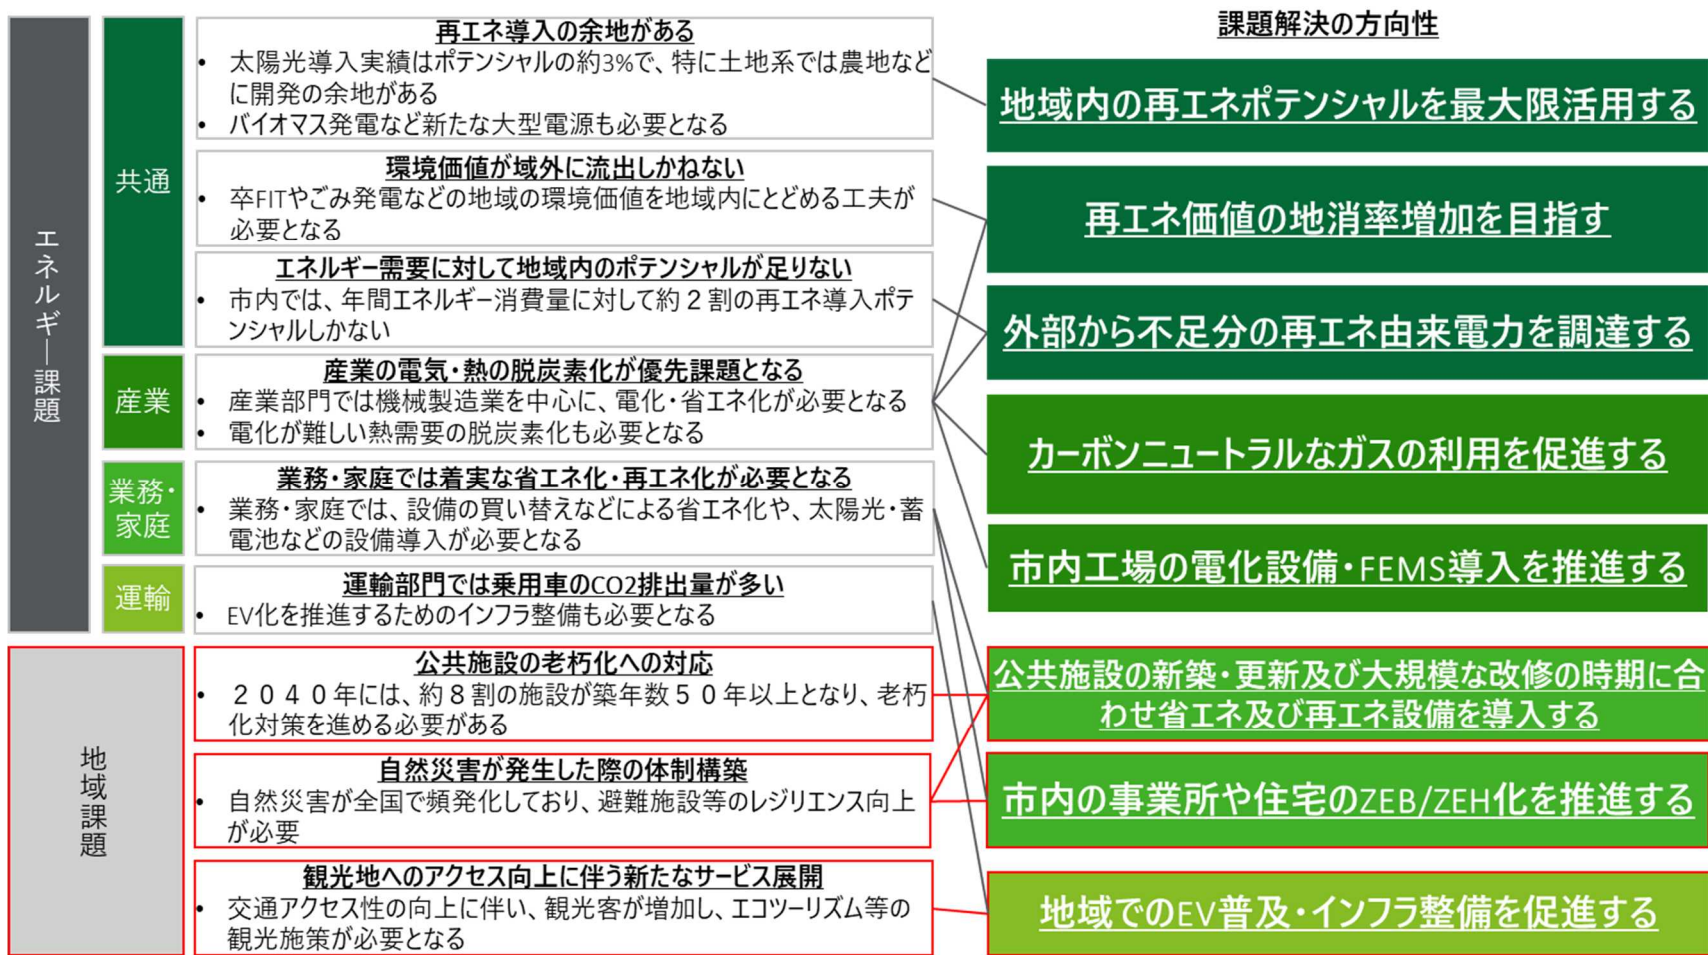 課題解決の方向性
エネルギー課題
共通
再エネ導入の余地がある
• 太陽光導入実績はポテンシャルの約3%で、特に土地系では農地など
に開発の余地がある
• バイオマス発電など新たな大型電源も必要となる
環境価値が域外に流出しかねない
• 卒FITやごみ発電などの地域の環境価値を地域内にとどめる工夫が
必要となる
エネルギー需要に対して地域内のポテンシャルが足りない
• 市内では、年間エネルギー消費量に対して約２割の再エネ導入ポテ
ンシャルしかない
産業
産業の電気・熱の脱炭素化が優先課題となる
• 産業部門では機械製造業を中心に、電化・省エネ化が必要となる
• 電化が難しい熱需要の脱炭素化も必要となる
業務・
家庭
業務・家庭では着実な省エネ化・再エネ化が必要となる
• 業務・家庭では、設備の買い替えなどによる省エネ化や、太陽光・蓄
電池などの設備導入が必要となる
運輸
運輸部門では乗用車のCO2排出量が多い
• EV化を推進するためのインフラ整備も必要となる
地域課題
公共施設の老朽化への対応
• ２０４０年には、約８割の施設が築年数５０年以上となり、老朽
化対策を進める必要がある
自然災害が発生した際の体制構築
• 自然災害が全国で頻発化しており、避難施設等のレジリエンス向上
が必要
観光地へのアクセス向上に伴う新たなサービス展開
• 交通アクセス性の向上に伴い、観光客が増加し、エコツーリズム等の
観光施策が必要となる
地域内の再エネポテンシャルを最大限活用する
再エネ価値の地消率増加を目指す
外部から不足分の再エネ由来電力を調達する
カーボンニュートラルなガスの利用を促進する
市内工場の電化設備・FEMS導入を推進する
公共施設の新築・更新及び大規模な改修の時期に合
わせ省エネ及び再エネ設備を導入する
市内の事業所や住宅のZEB/ZEH化を推進する
地域でのEV普及・インフラ整備を促進する